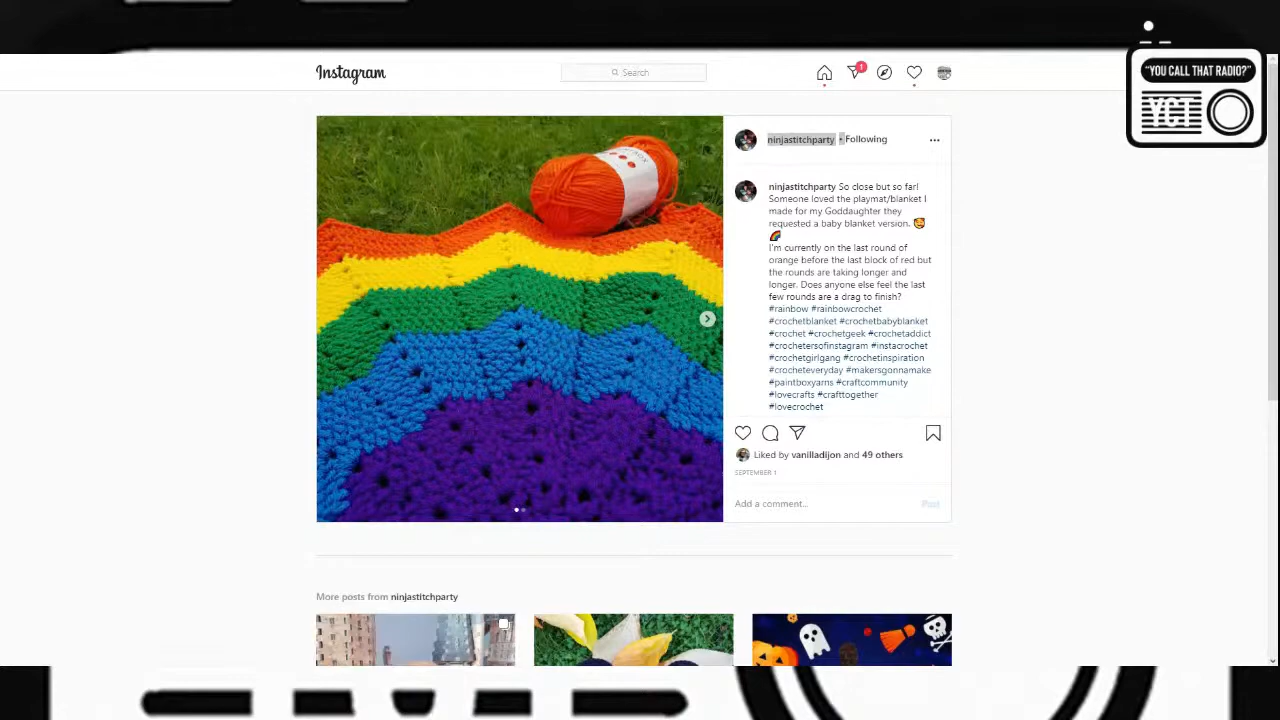 Instagram
Search
1
"YOU CALL THAT RADIO?"
YCT
ninjastitchparty • Following
ninjastitchparty So close but so far!
Someone loved the playmat/blanket I
made for my Goddaughter they
requested a baby blanket version. 🥰
🌈
I'm currently on the last round of
orange before the last block of red but
the rounds are taking longer and
longer. Does anyone else feel the last
few rounds are a drag to finish?
#rainbow #rainbowcrochet
#crochetblanket #crochetbabyblanket
#crochet #crochetgeek #crochetaddict
#crochetersofinstagram #instacrochet
#crochetgirlgang #crochetinspiration
#crocheteveryday #makersgonnamake
#paintboxyarns #craftcommunity
#lovecrafts #crafttogether
#lovecrochet
Liked by vanilladijon and 49 others
SEPTEMBER 1
Add a comment... Post
More posts from ninjastitchparty